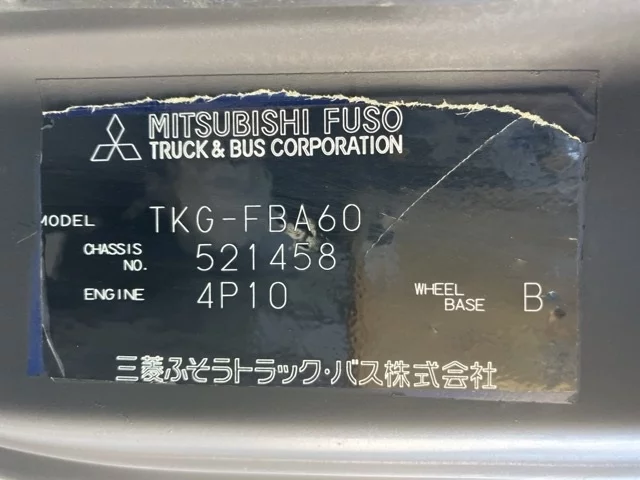 MITSUBISHI FUSO
TRUCK & BUS CORPORATION
MODEL TKG-FBA60
CHASSIS NO. 521458
ENGINE 4P10 WHEEL BASE B
三菱ふそうトラック・バス株式会社